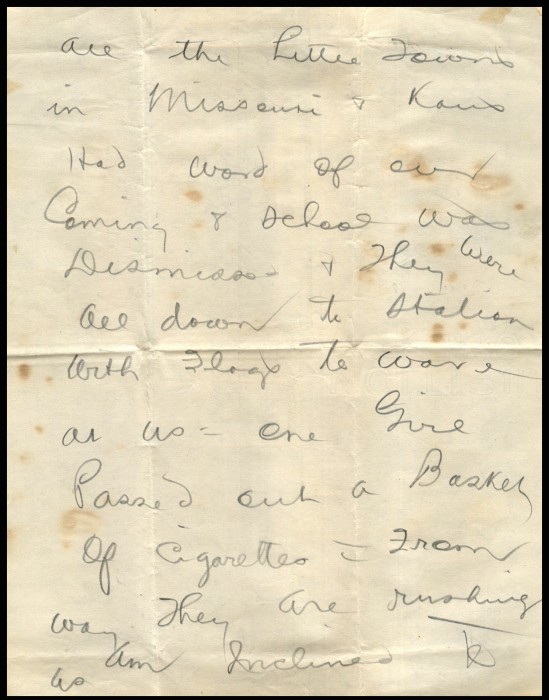 all the Little Towns
in Missouri & Kans
Had word of our
Coming & School was
Dismissed & They were
all down to Station
with Flags to wave
at us - one Girl
Passed out a Basket
Of Cigarettes = From
way They are rushing
us am Inclined to